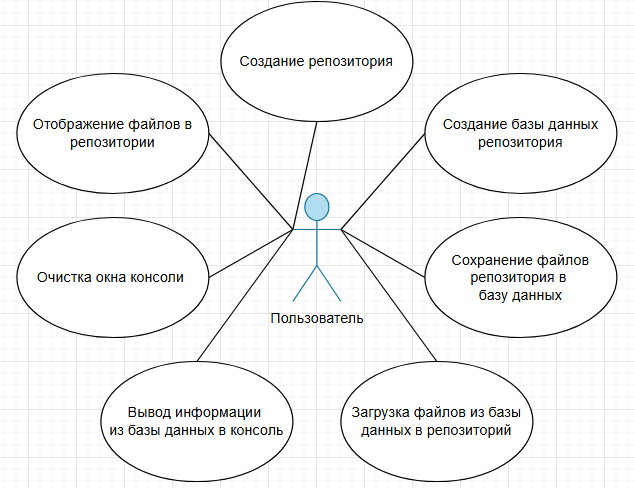 Создание репозитория
Отображение файлов в
репозитории
Создание базы данных
репозитория
Очистка окна консоли
Сохранение файлов
репозитория в
базу данных
Пользователь
Вывод информации
из базы данных в консоль
Загрузка файлов из базы
данных в репозиторий